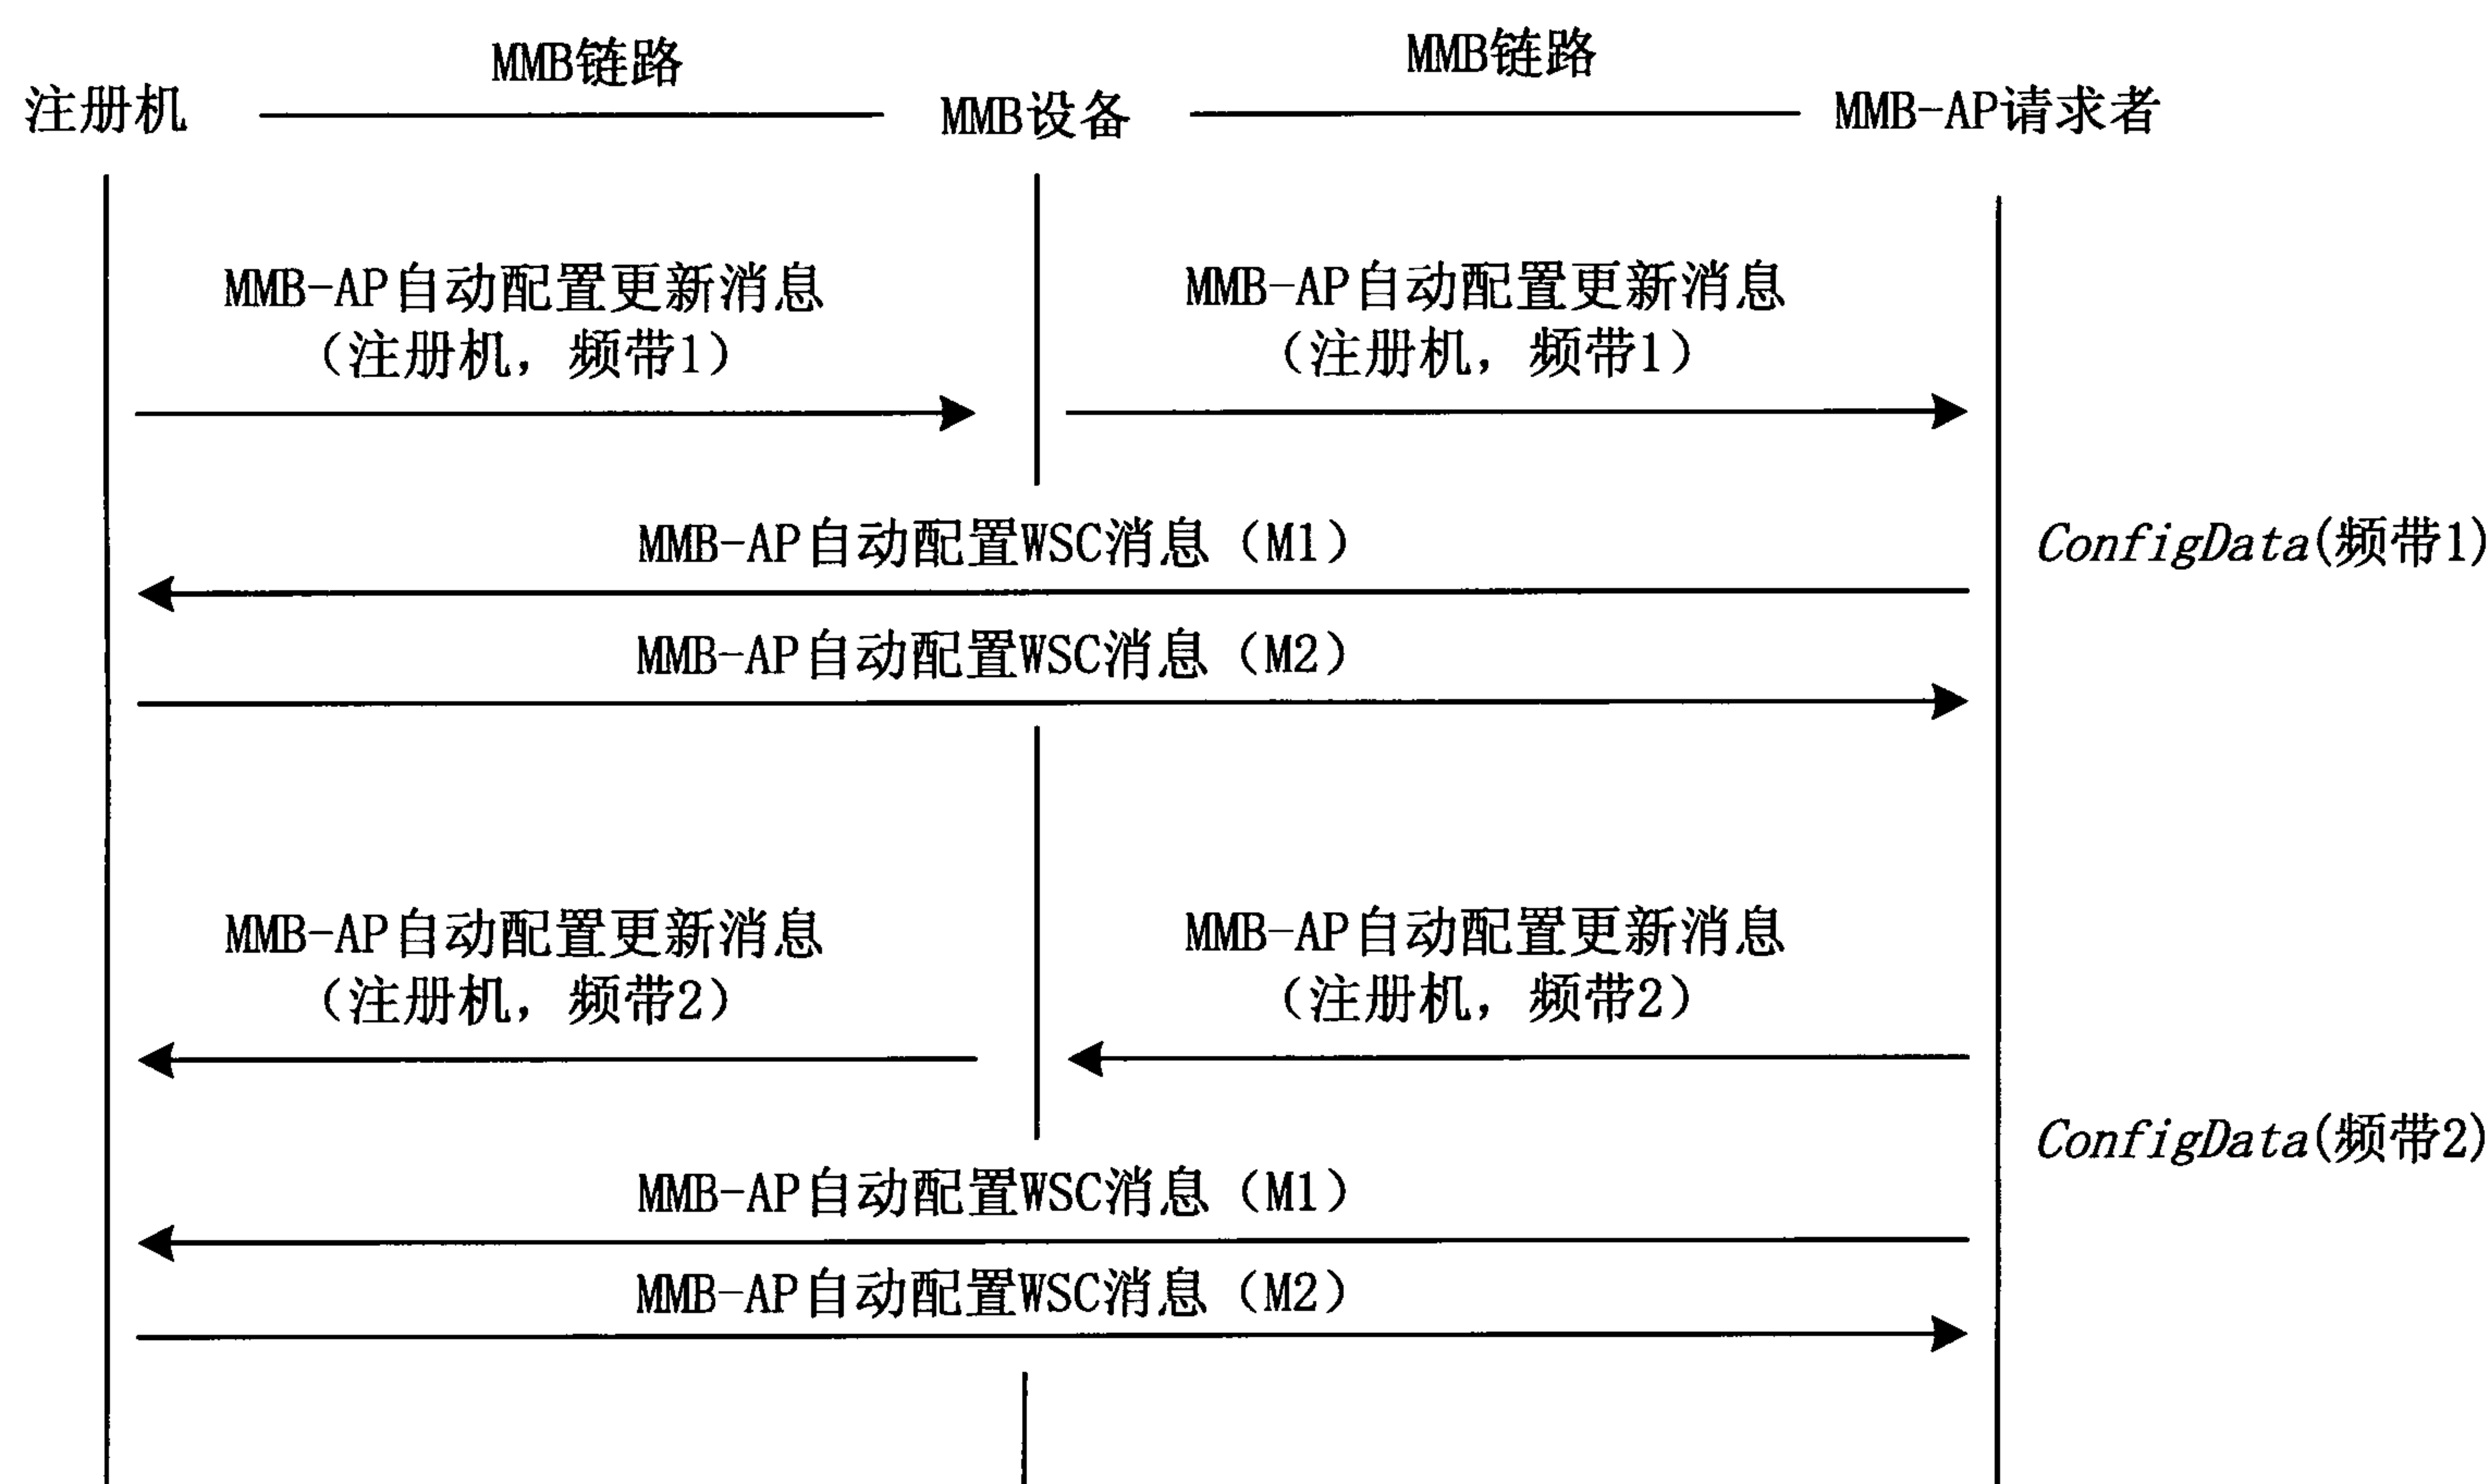 MMB链路
MMB链路
注册机
MMB设备
MMB-AP请求者
MMB-AP自动配置更新消息
（注册机，频带1）
MMB-AP自动配置更新消息
（注册机，频带1）
MMB-AP自动配置WSC消息（M1）
ConfigData(频带1)
MMB-AP自动配置WSC消息（M2）
MMB-AP自动配置更新消息
（注册机，频带2）
MMB-AP自动配置更新消息
（注册机，频带2）
ConfigData(频带2)
MMB-AP自动配置WSC消息（M1）
MMB-AP自动配置WSC消息（M2）